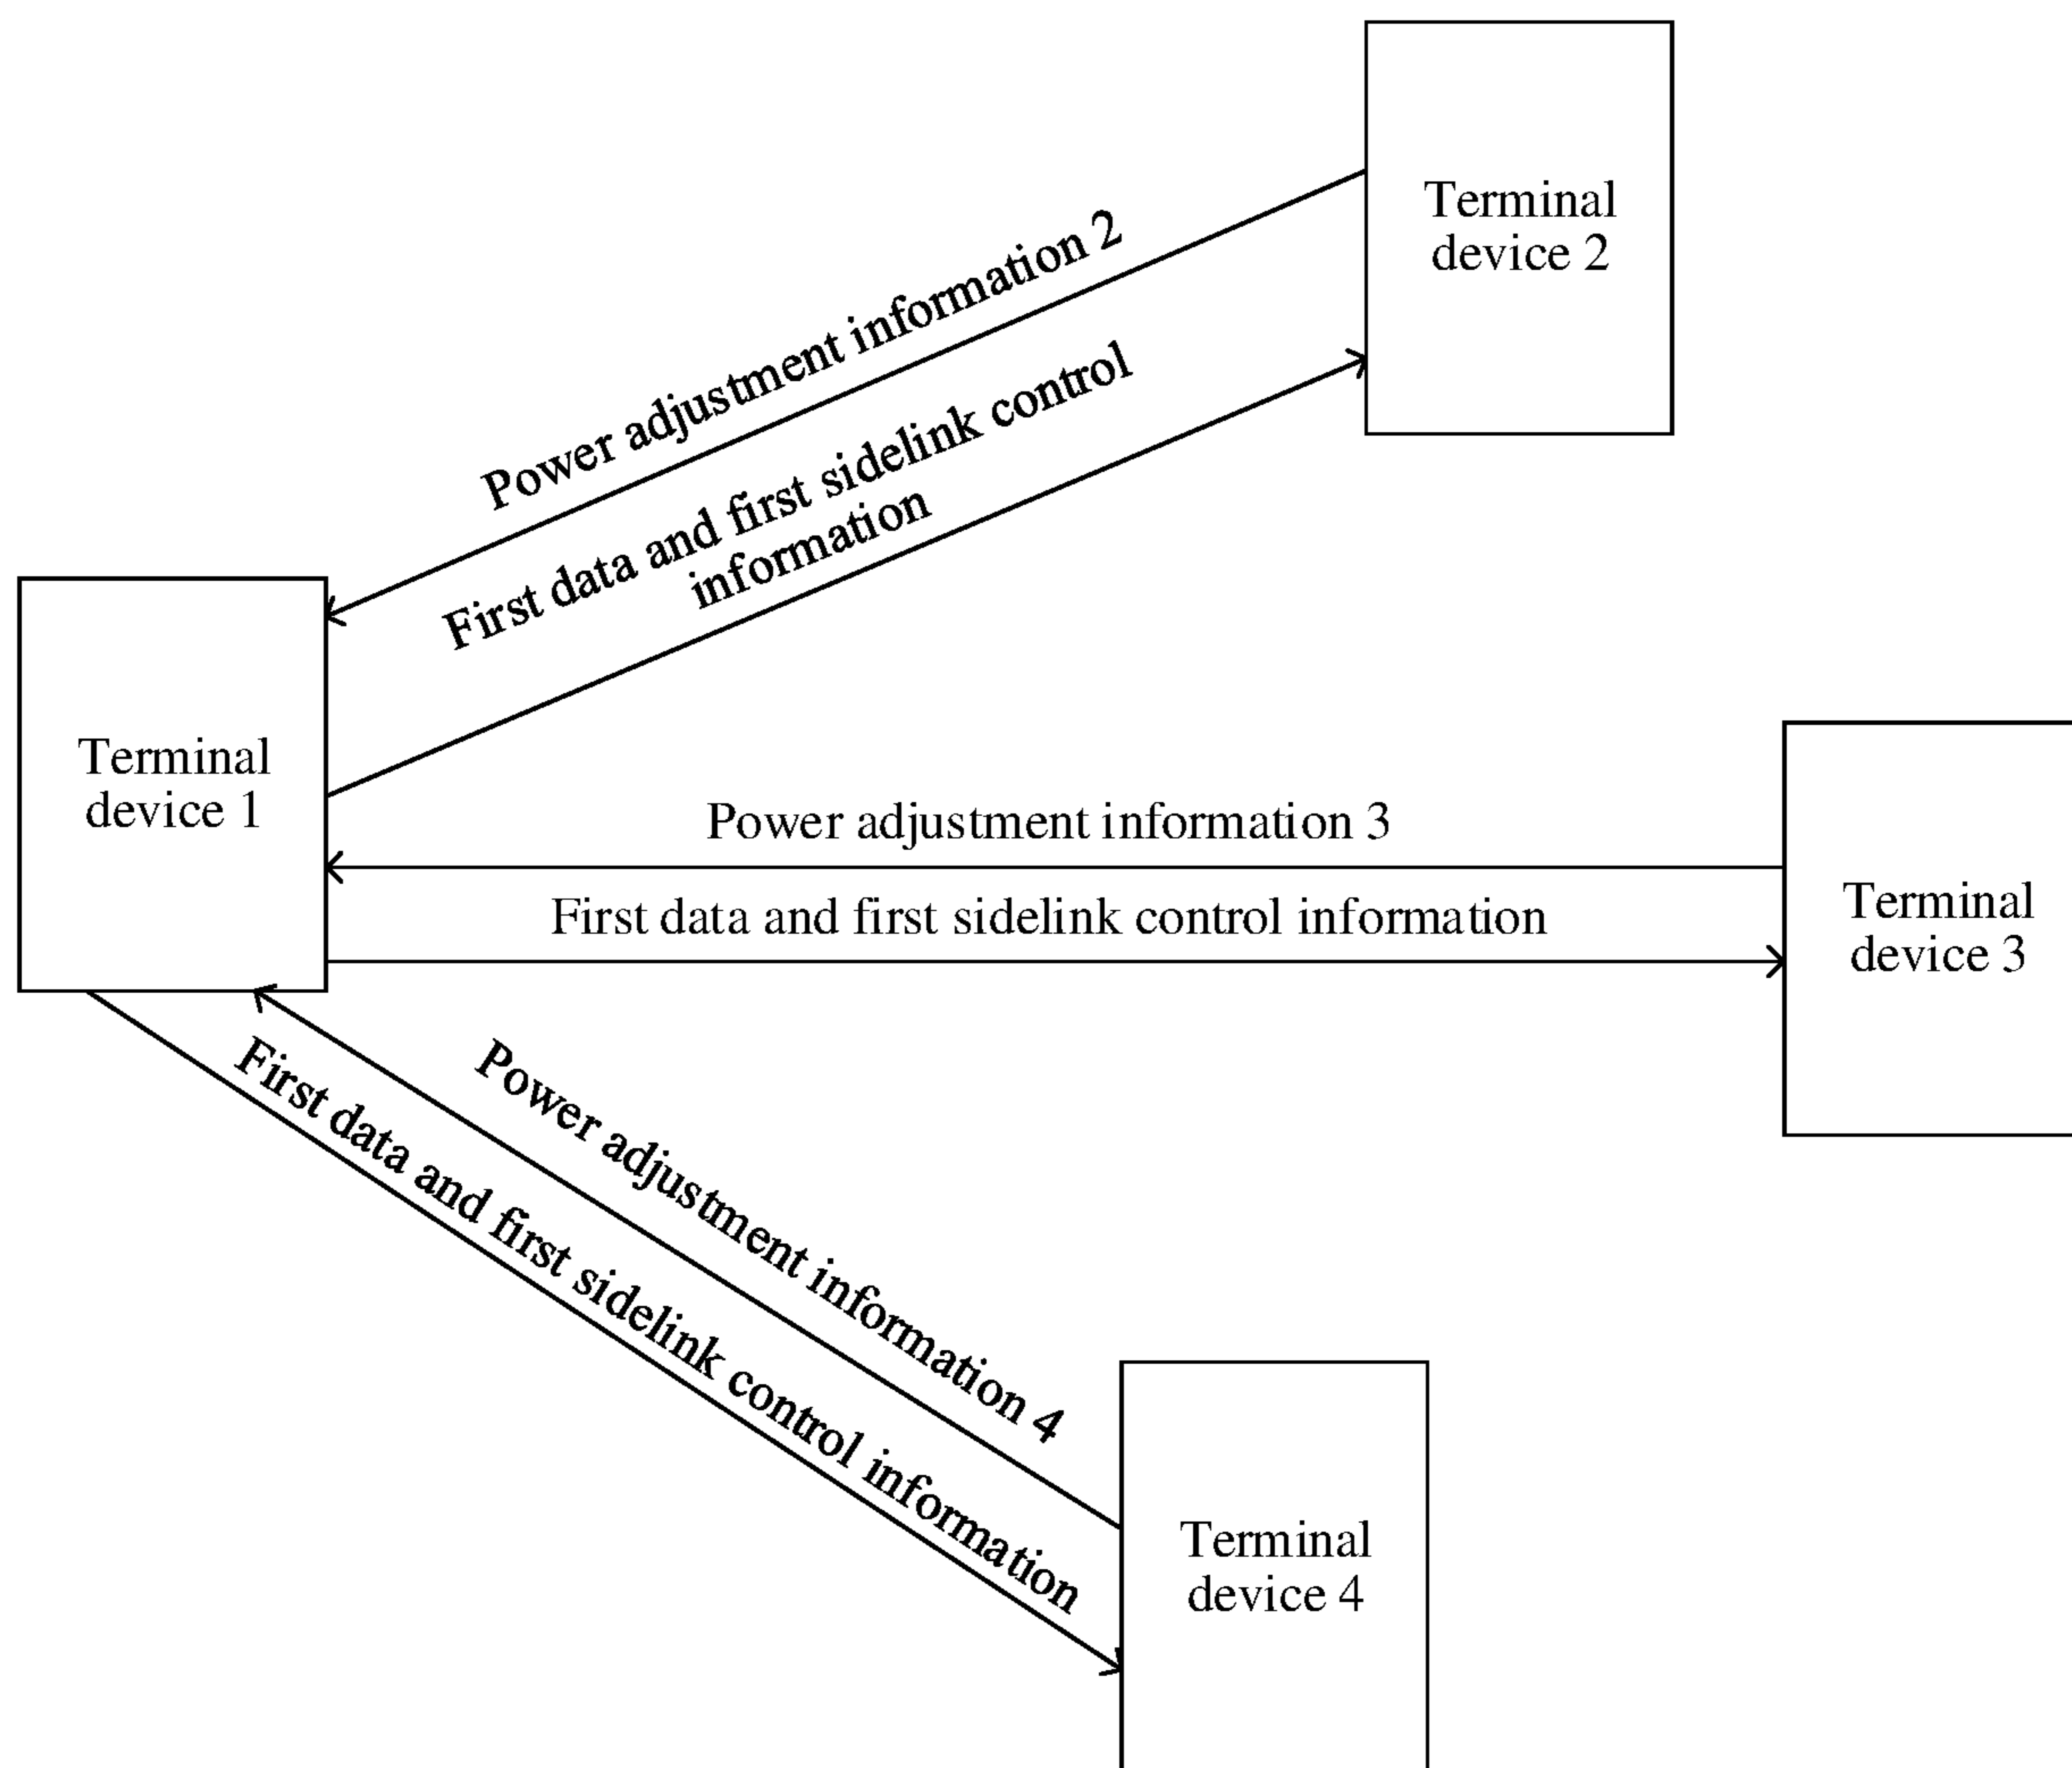 Terminal
device 2
Power adjustment information 2
First data and first sidelink control
information
Terminal
device 1
Power adjustment information 3
First data and first sidelink control information
Terminal
device 3
Power adjustment information 4
First data and first sidelink control information
Terminal
device 4